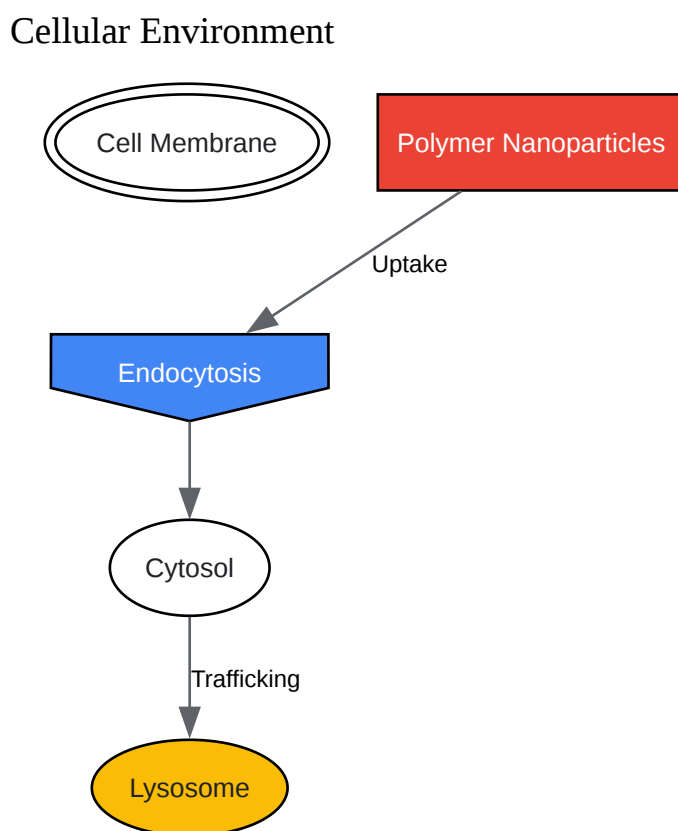 Cellular Environment
Cell Membrane
Polymer Nanoparticles
Uptake
Endocytosis
Cytosol
Trafficking
Lysosome